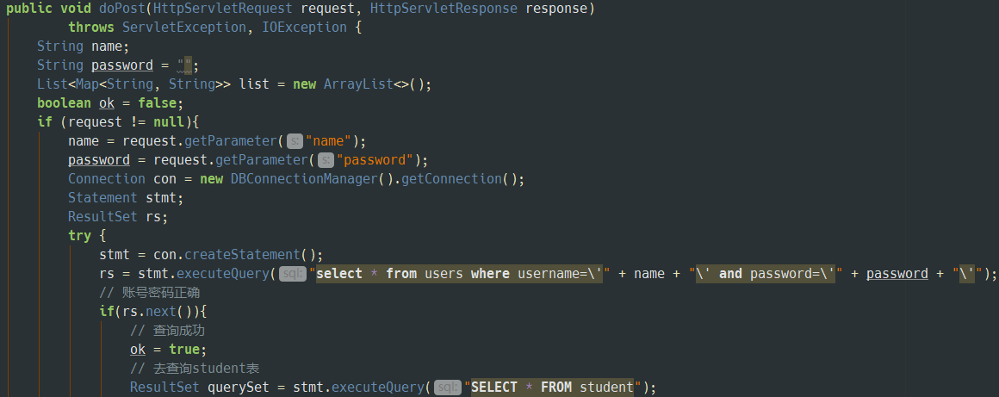 public void doPost(HttpServletRequest request, HttpServletResponse response)
        throws ServletException, IOException {
    String name;
    String password = "";
    List<Map<String, String>> list = new ArrayList<>();
    boolean ok = false;
    if (request != null){
        name = request.getParameter( s: "name");
        password = request.getParameter( s: "password");
        Connection con = new DBConnectionManager().getConnection();
        Statement stmt;
        ResultSet rs;
        try {
            stmt = con.createStatement();
            rs = stmt.executeQuery( sql: "select * from users where username=\'" + name + "\' and password=\'" + password + "\'");
            // 账号密码正确
            if(rs.next()){
                // 查询成功
                ok = true;
                // 去查询student表
                ResultSet querySet = stmt.executeQuery( sql: "SELECT * FROM student");